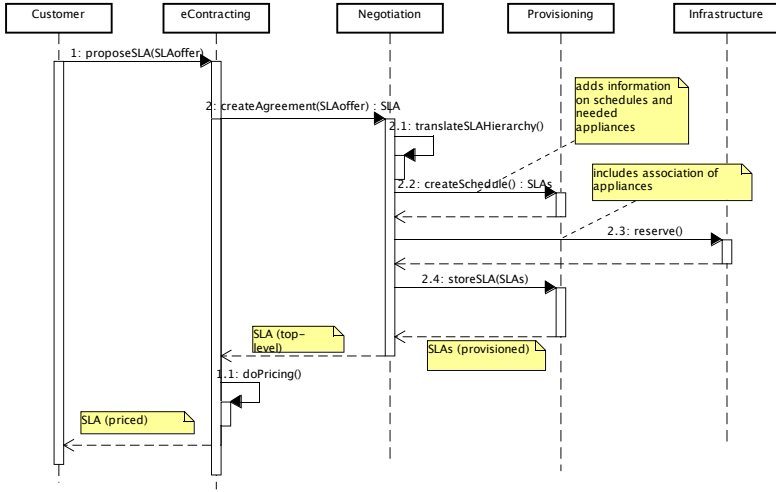 Customer
eContracting
Negotiation
Provisioning
Infrastructure
1: proposeSLA(SLAoffer)
adds information
on schedules and
needed
appliances
2: createAgreement(SLAoffer) : SLA
2.1: translateSLAHierarchy()
includes association of
appliances
2.2: createSchedule() : SLAs
2.3: reserve()
2.4: storeSLA(SLAs)
SLA (top-
level)
SLAs (provisioned)
1.1: doPricing()
SLA (priced)